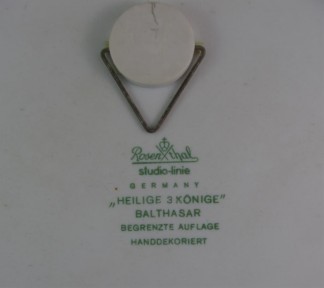 Rosenthal
studio-linie
GERMANY
„HEILIGE 3 KÖNIGE"
BALTHASAR
BEGRENZTE AUFLAGE
HANDDEKORIERT